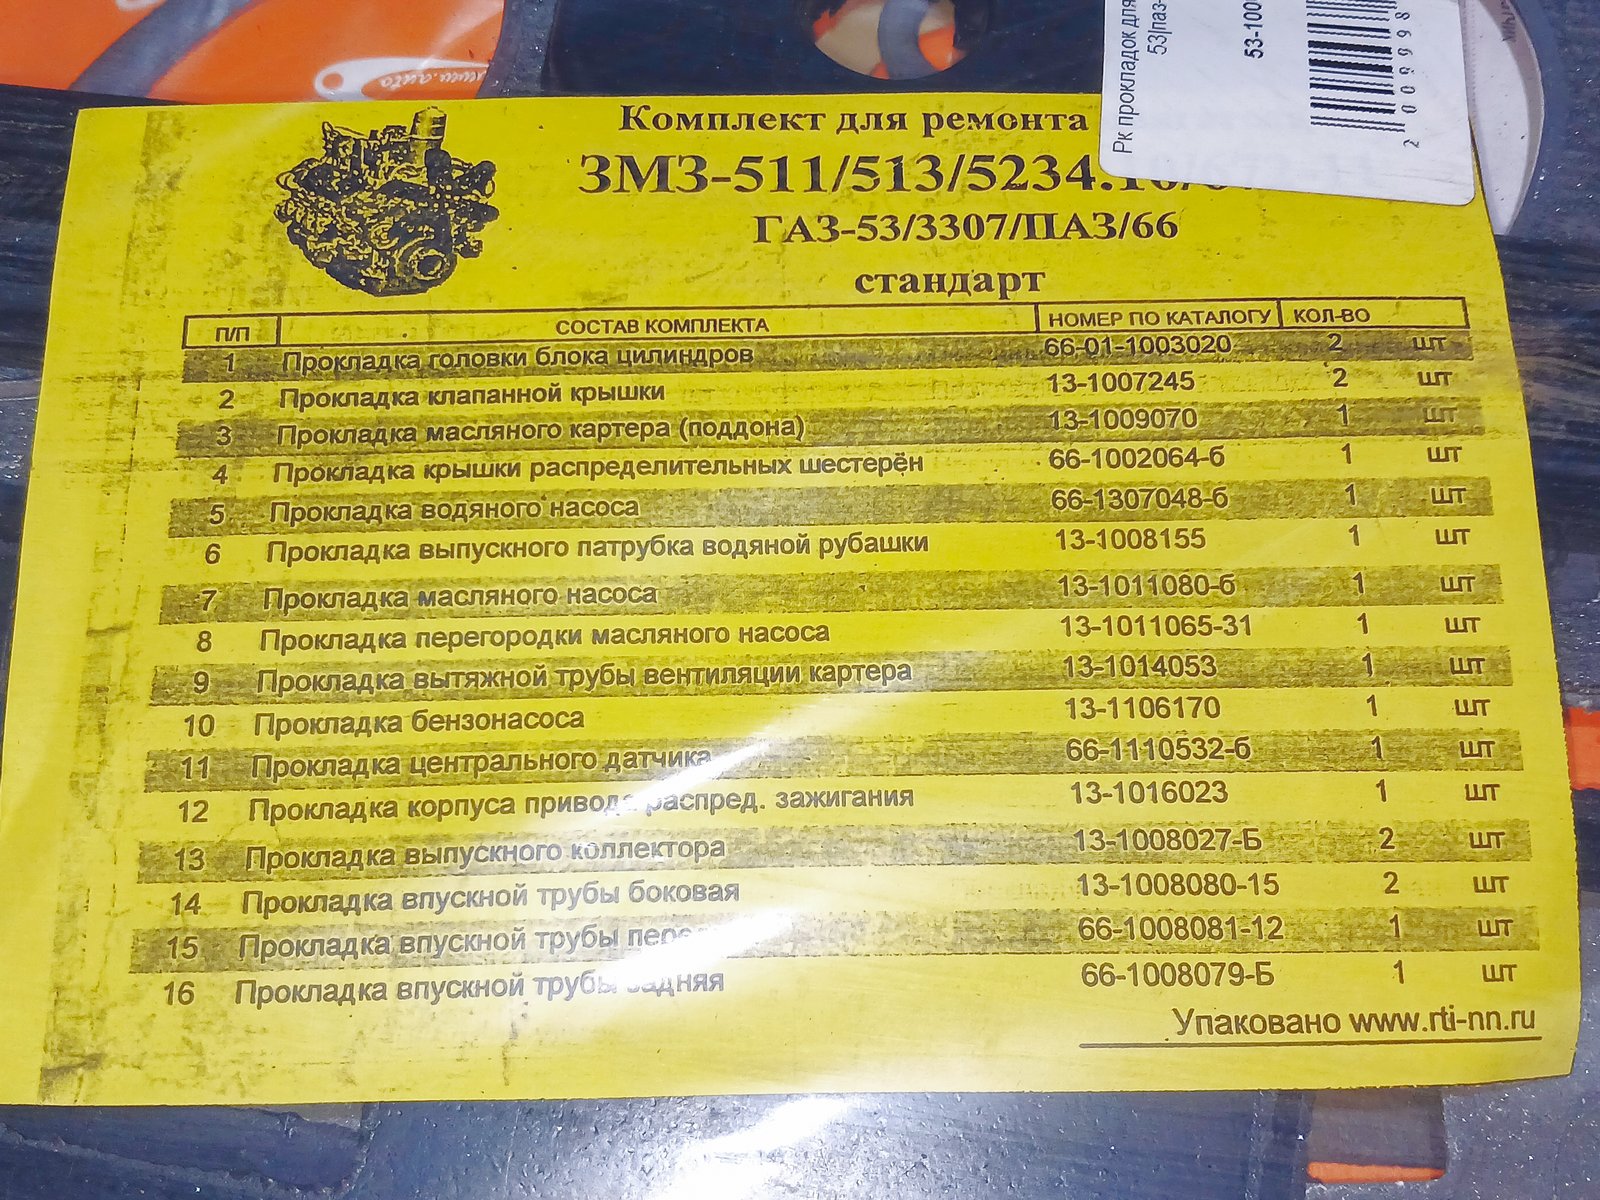 Рк прокладок для
53/паз-
53-100
2 009998
Комплект для ремонта
ЗМЗ-511/513/5234.10/
ГАЗ-53/3307/ПАЗ/66
стандарт
П/П СОСТАВ КОМПЛЕКТА НОМЕР ПО КАТАЛОГУ КОЛ-ВО
1 Прокладка головки блока цилиндров 66-01-1003020 2 шт
2 Прокладка клапанной крышки 13-1007245 2 шт
3 Прокладка масляного картера (поддона) 13-1009070 1 шт
4 Прокладка крышки распределительных шестерён 66-1002064-б 1 шт
5 Прокладка водяного насоса 66-1307048-б 1 шт
6 Прокладка выпускного патрубка водяной рубашки 13-1008155 1 шт
7 Прокладка масляного насоса 13-1011080-б 1 шт
8 Прокладка перегородки масляного насоса 13-1011065-31 1 шт
9 Прокладка вытяжной трубы вентиляции картера 13-1014053 1 шт
10 Прокладка бензонасоса 13-1106170 1 шт
11 Прокладка центрального датчика 66-1110532-б 1 шт
12 Прокладка корпуса привода распред. зажигания 13-1016023 1 шт
13 Прокладка выпускного коллектора 13-1008027-Б 2 шт
14 Прокладка впускной трубы боковая 13-1008080-15 2 шт
15 Прокладка впускной трубы 66-1008081-12 1 шт
16 Прокладка впускной трубы задняя 66-1008079-Б 1 шт
Упаковано www.rti-nn.ru